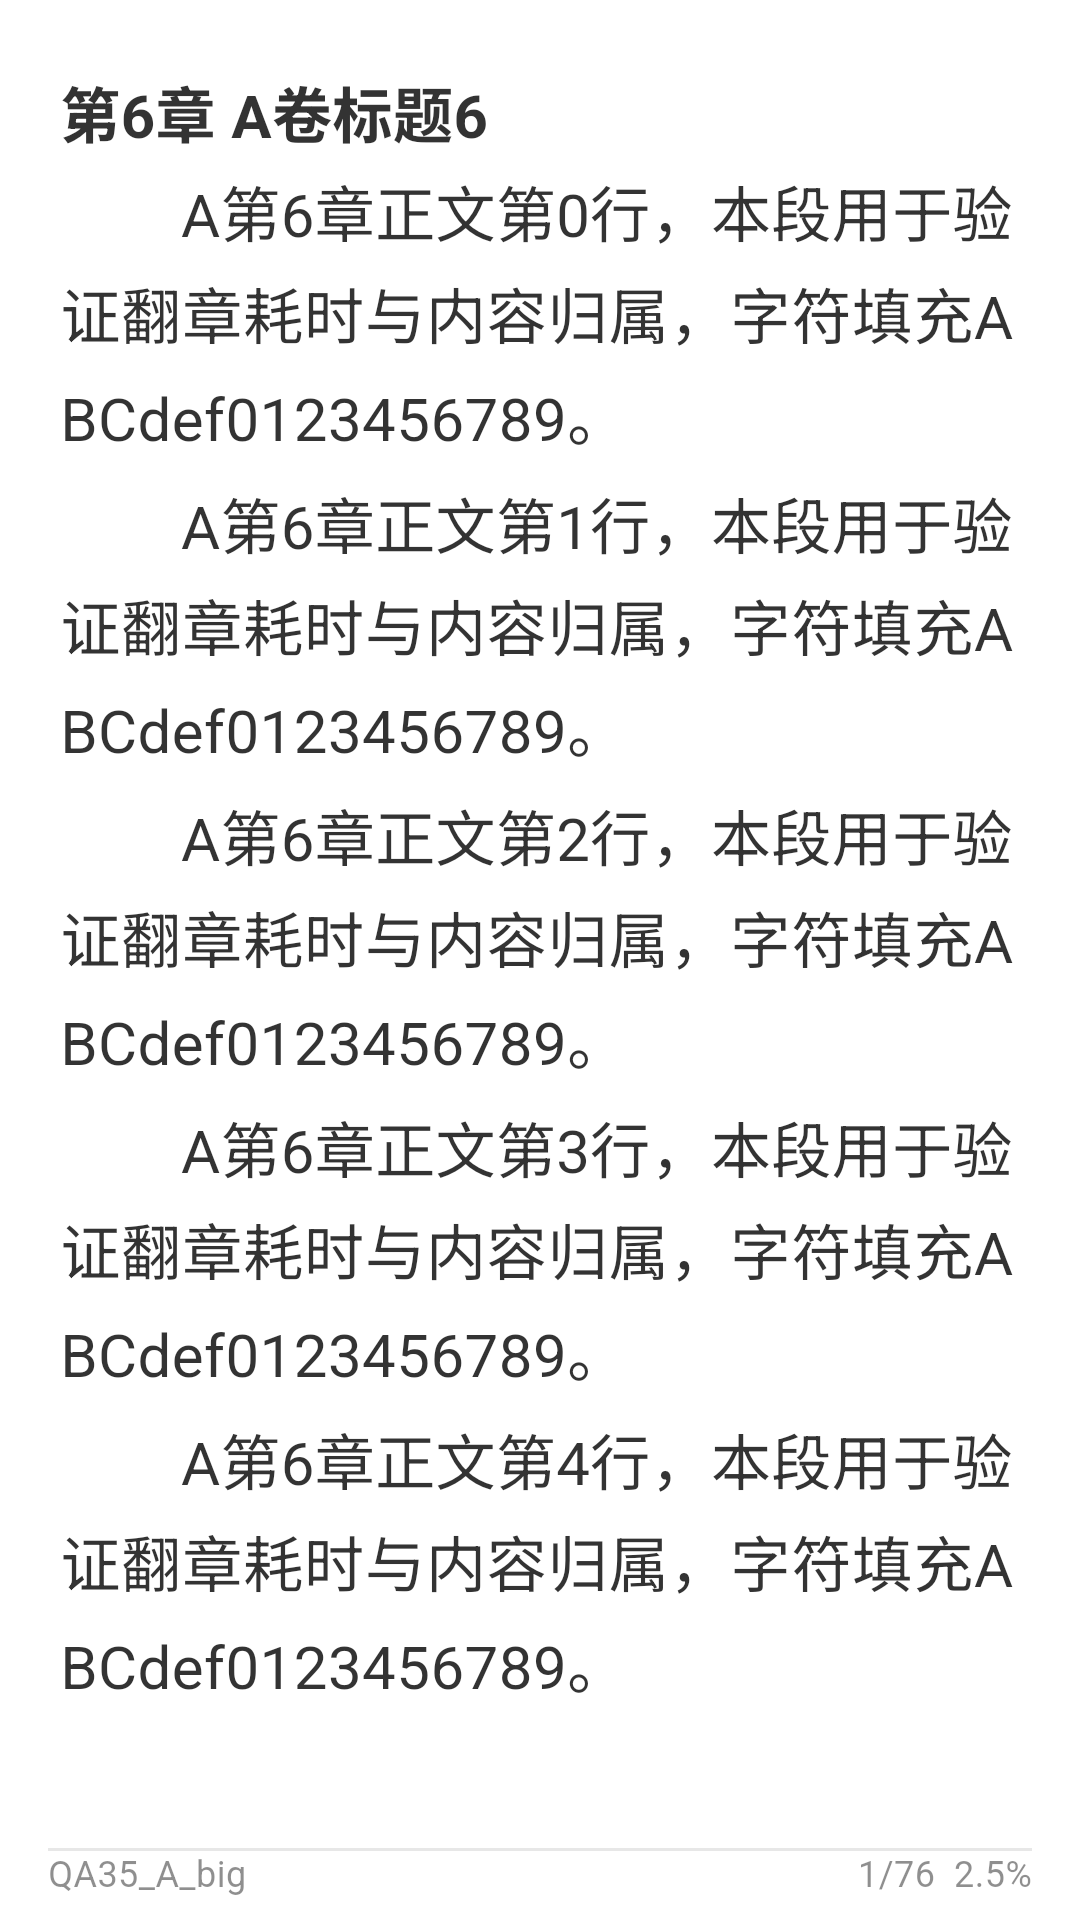 第6章 A卷标题6
A第6章正文第0行，本段用于验
证翻章耗时与内容归属，字符填充A
BCdef0123456789。
A第6章正文第1行，本段用于验
证翻章耗时与内容归属，字符填充A
BCdef0123456789。
A第6章正文第2行，本段用于验
证翻章耗时与内容归属，字符填充A
BCdef0123456789。
A第6章正文第3行，本段用于验
证翻章耗时与内容归属，字符填充A
BCdef0123456789。
A第6章正文第4行，本段用于验
证翻章耗时与内容归属，字符填充A
BCdef0123456789。
QA35_A_big 1/76 2.5%